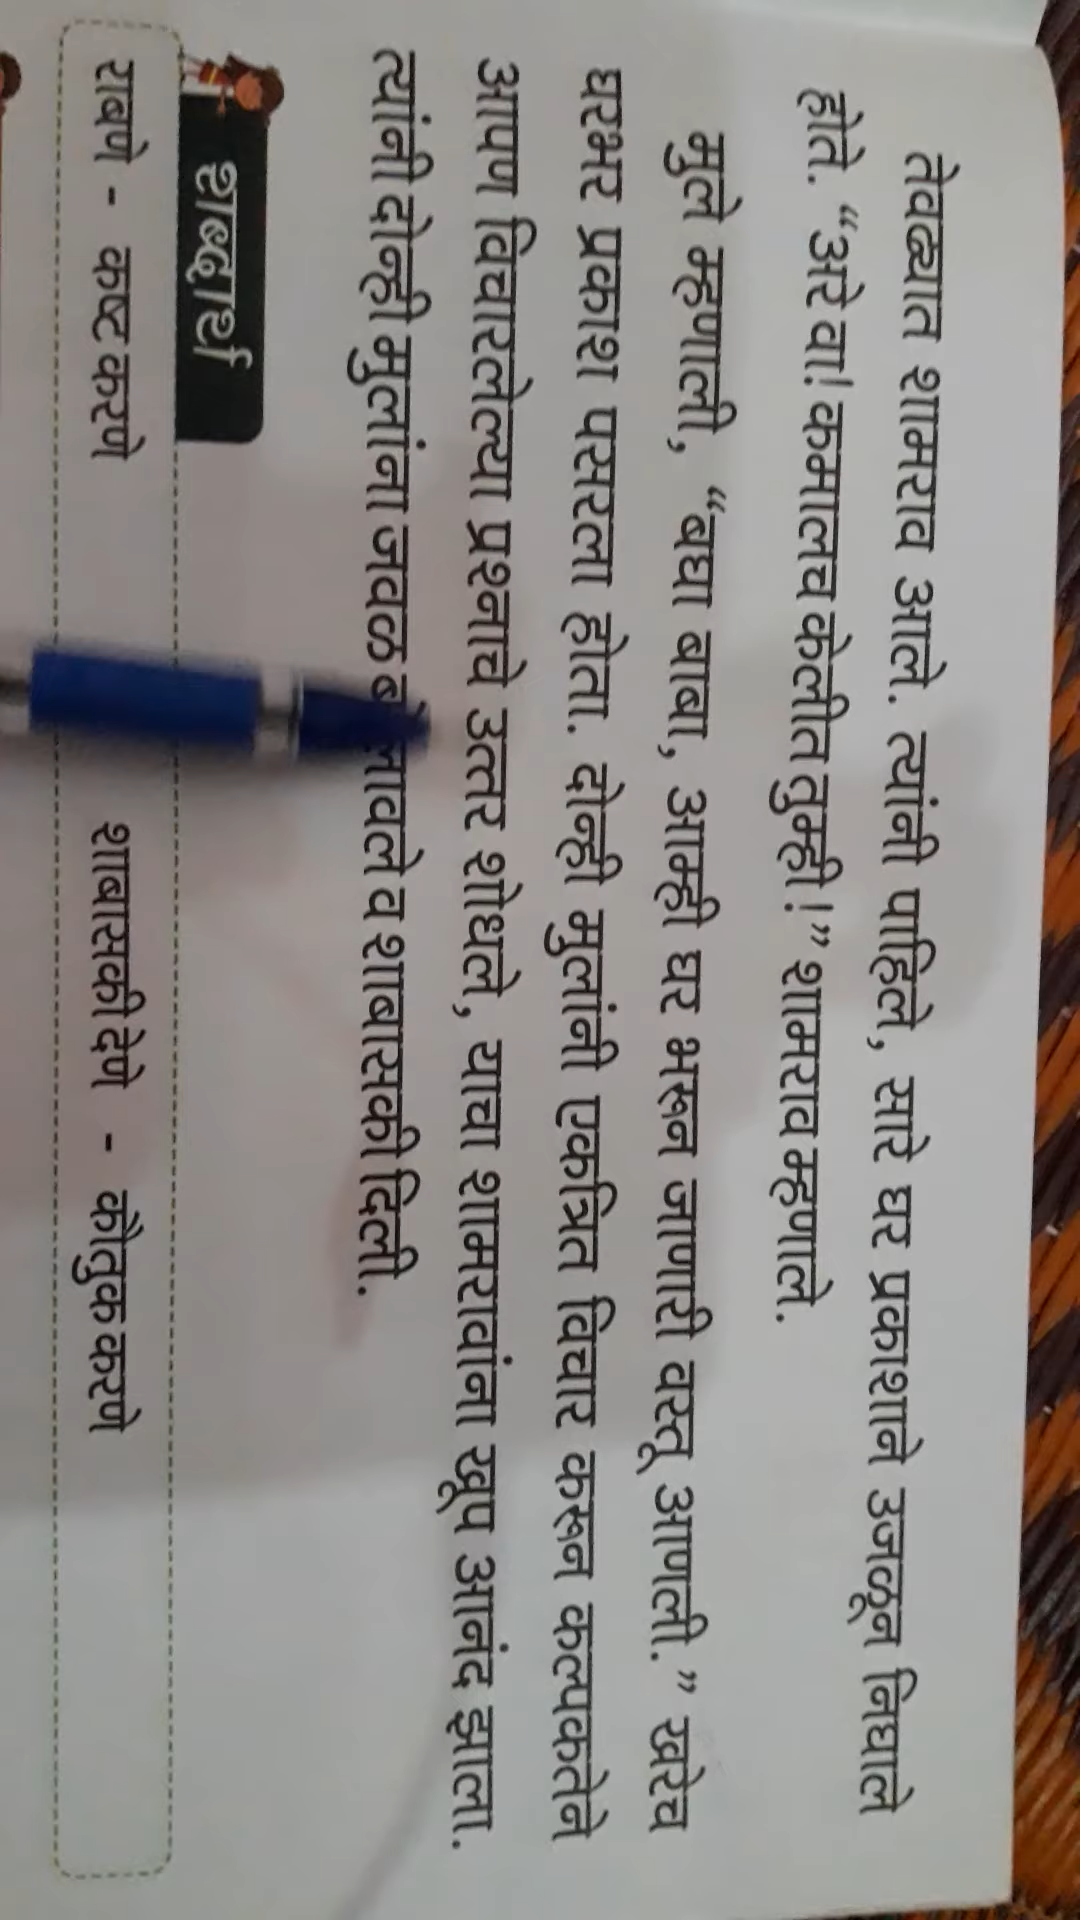 तेवढ्यात शामराव आले. त्यांनी पाहिले, सारे घर प्रकाशाने उजळून निघाले
होते. “अरे वा! कमालच केलीत तुम्ही!” शामराव म्हणाले.
मुले म्हणाली, “बघा बाबा, आम्ही घर भरून जाणारी वस्तू आणली.” खरेच
घरभर प्रकाश पसरला होता. दोन्ही मुलांनी एकत्रित विचार करून कल्पकतेने
आपण विचारलेल्या प्रश्नाचे उत्तर शोधले, याचा शामरावांना खूप आनंद झाला.
त्यांनी दोन्ही मुलांना जवळ व शाबासकी दिली.
शब्दार्थ
राबणे - कष्ट करणे शाबासकी देणे - कौतुक करणे